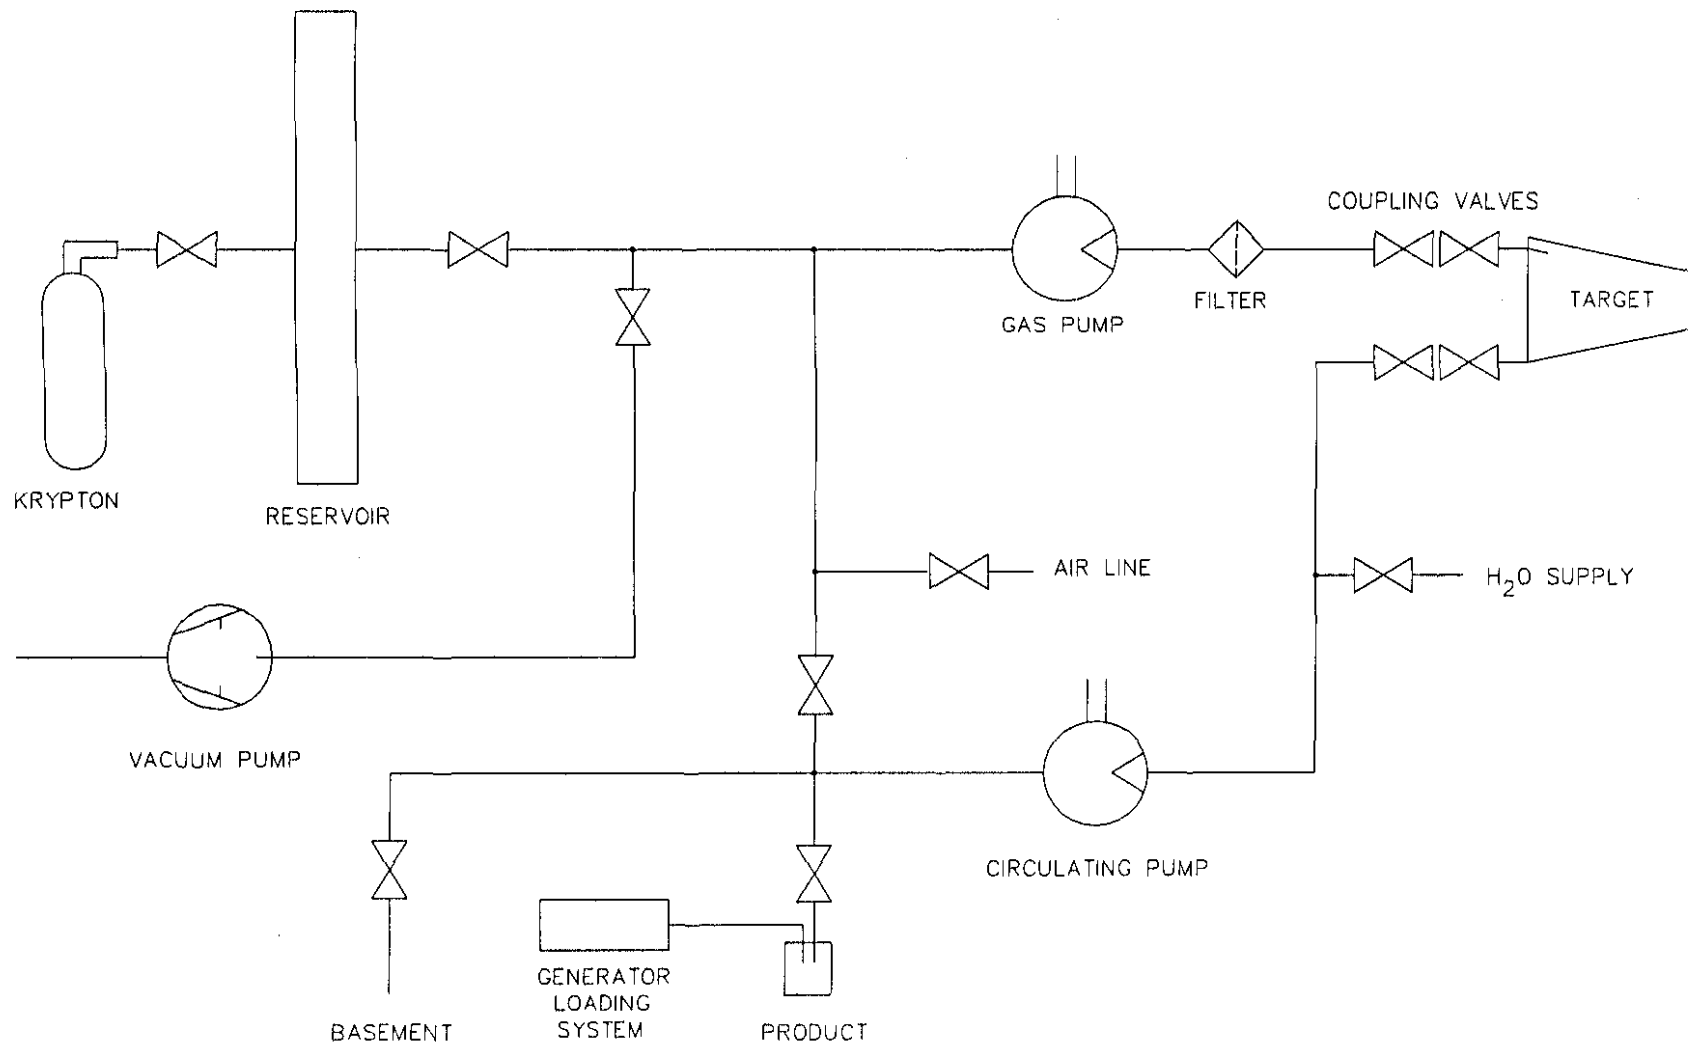 COUPLING VALVES
FILTER
TARGET
GAS PUMP
KRYPTON
RESERVOIR
AIR LINE
H₂O SUPPLY
VACUUM PUMP
CIRCULATING PUMP
GENERATOR
LOADING
SYSTEM
BASEMENT
PRODUCT